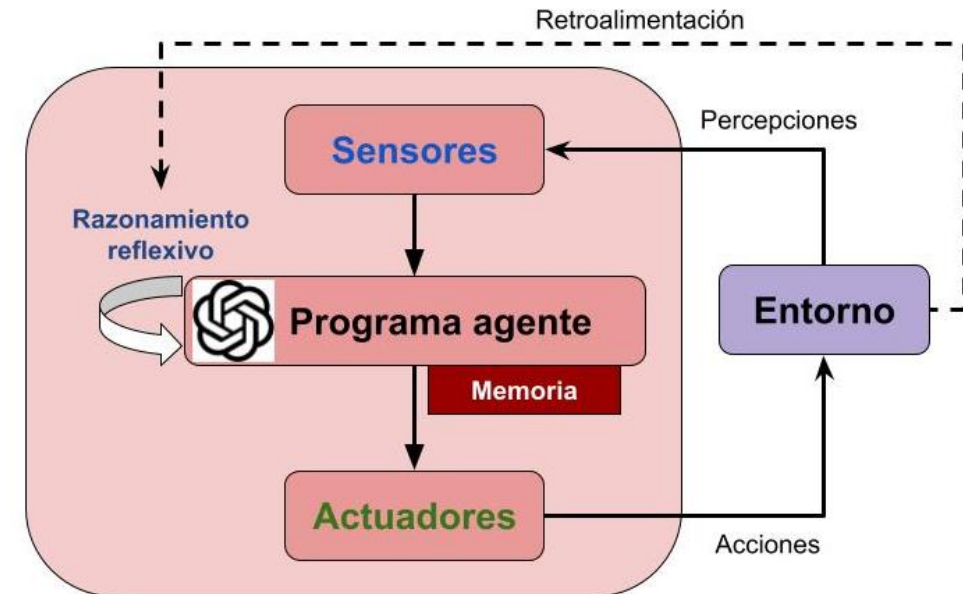 Retroalimentación
Percepciones
Sensores
Razonamiento
reflexivo
Programa agente
Entorno
Memoria
Actuadores
Acciones